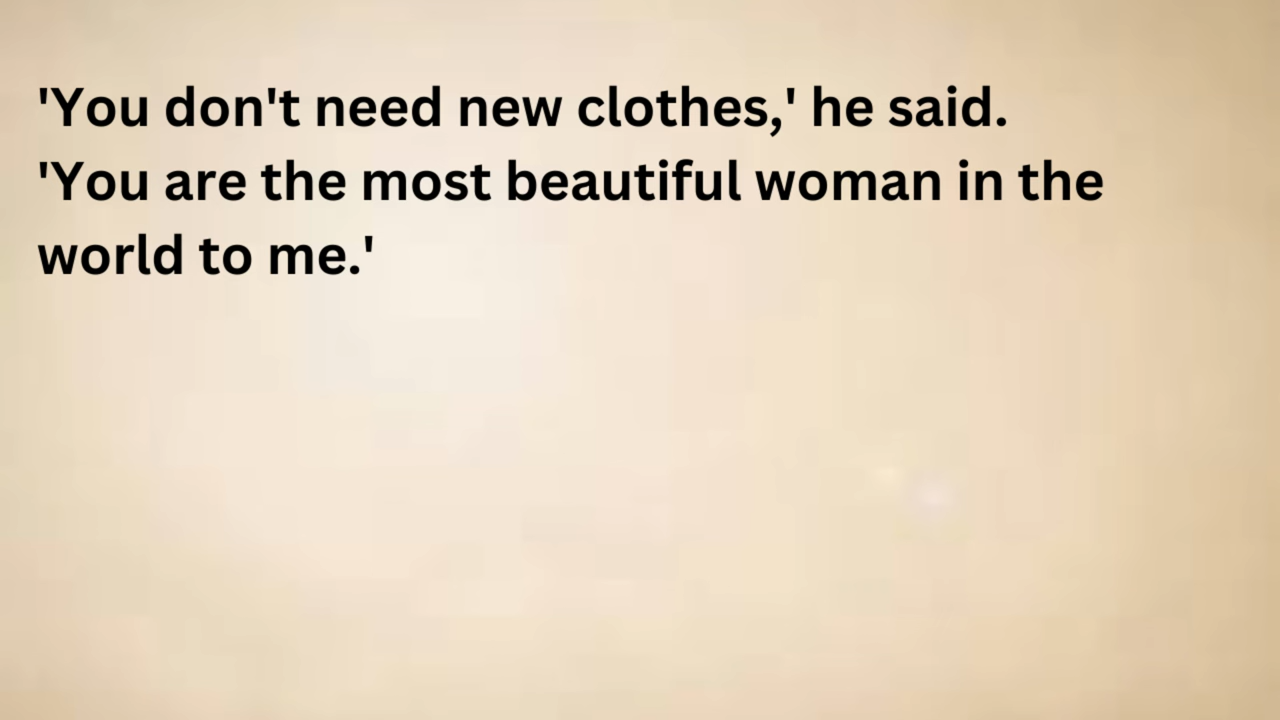 'You don't need new clothes,' he said.
'You are the most beautiful woman in the
world to me.'